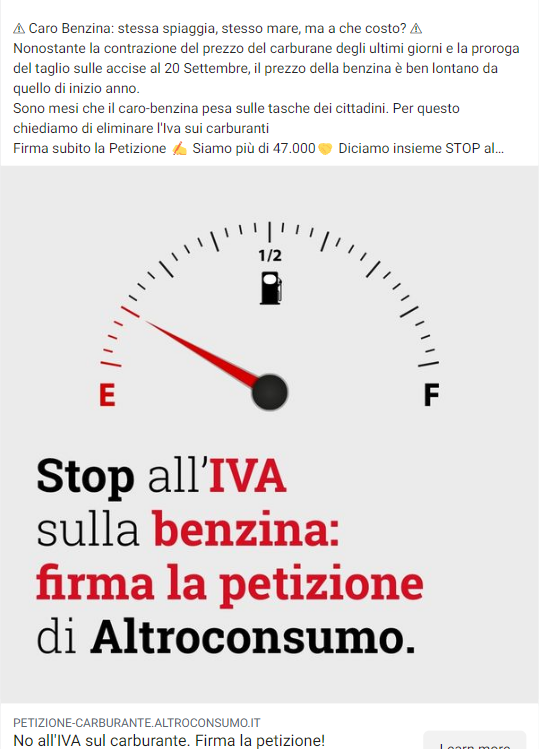 ⚠ Caro Benzina: stessa spiaggia, stesso mare, ma a che costo? ⚠
Nonostante la contrazione del prezzo del carburane degli ultimi giorni e la proroga
del taglio sulle accise al 20 Settembre, il prezzo della benzina è ben lontano da
quello di inizio anno.
Sono mesi che il caro-benzina pesa sulle tasche dei cittadini. Per questo
chiediamo di eliminare l'Iva sui carburanti
Firma subito la Petizione ✍ Siamo più di 47.000🤛 Diciamo insieme STOP al...
1/2
E
F
Stop all'IVA
sulla benzina:
firma la petizione
di Altroconsumo.
PETIZIONE-CARBURANTE.ALTROCONSUMO.IT
No all'IVA sul carburante. Firma la petizione!
Learn more